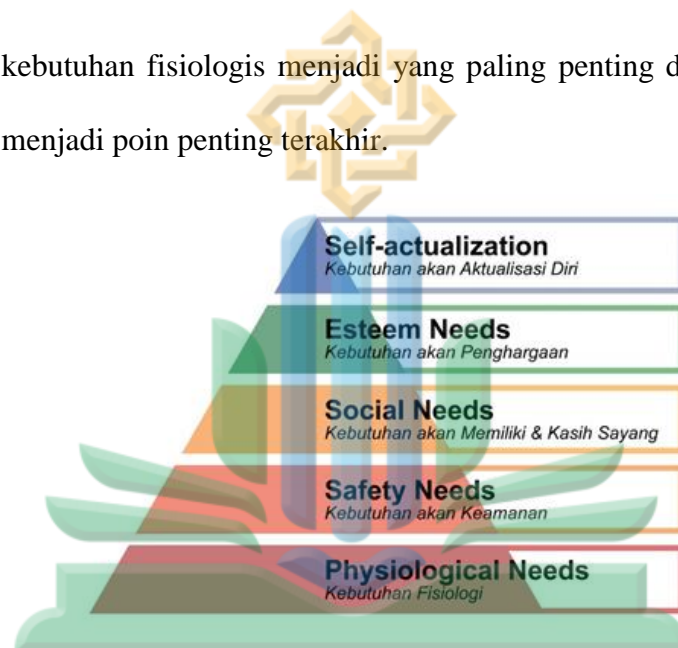 kebutuhan fisiologis menjadi yang paling penting d
menjadi poin penting terakhir.
Self-actualization
Kebutuhan akan Aktualisasi Diri
Esteem Needs
Kebutuhan akan Penghargaan
Social Needs
Kebutuhan akan Memiliki & Kasih Sayang
Safety Needs
Kebutuhan akan Keamanan
Physiological Needs
Kebutuhan Fisiologi